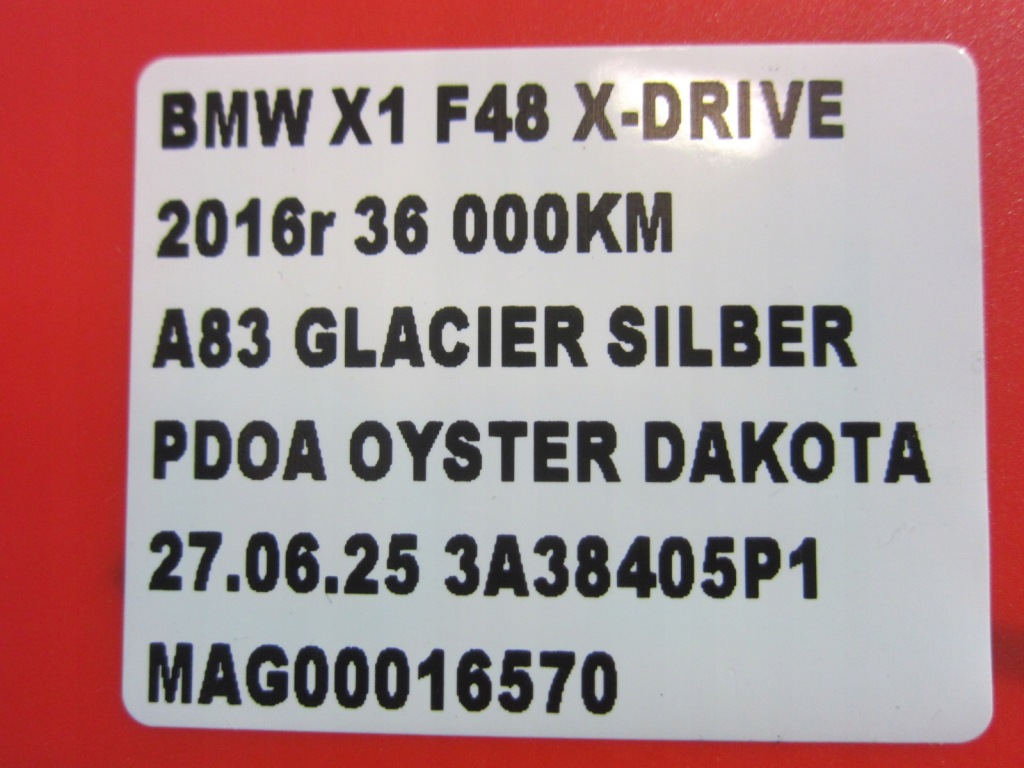 BMW X1 F48 X-DRIVE
2016r 36 000KM
A83 GLACIER SILBER
PDOA OYSTER DAKOTA
27.06.25 3A38405P1
MAG00016570